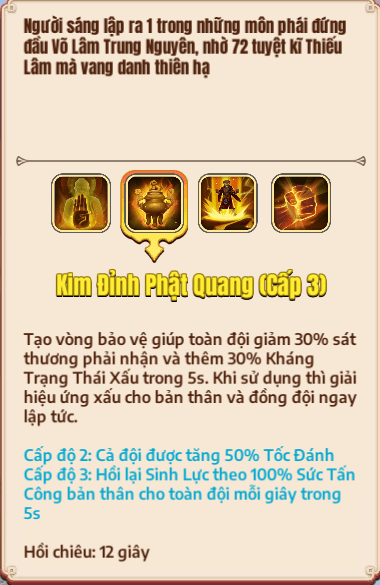 Người sáng lập ra 1 trong những môn phái đứng
đầu Võ Lâm Trung Nguyên, nhờ 72 tuyệt kĩ Thiếu
Lâm mà vang danh thiên hạ
Kim Đỉnh Phật Quang (Cấp 3)
Tạo vòng bảo vệ giúp toàn đội giảm 30% sát
thương phải nhận và thêm 30% Kháng
Trạng Thái Xấu trong 5s. Khi sử dụng thì giải
hiệu ứng xấu cho bản thân và đồng đội ngay
lập tức.
Cấp độ 2: Cả đội được tăng 50% Tốc Đánh
Cấp độ 3: Hồi lại Sinh Lực theo 100% Sức Tấn
Công bản thân cho toàn đội mỗi giây trong
5s
Hồi chiêu: 12 giây